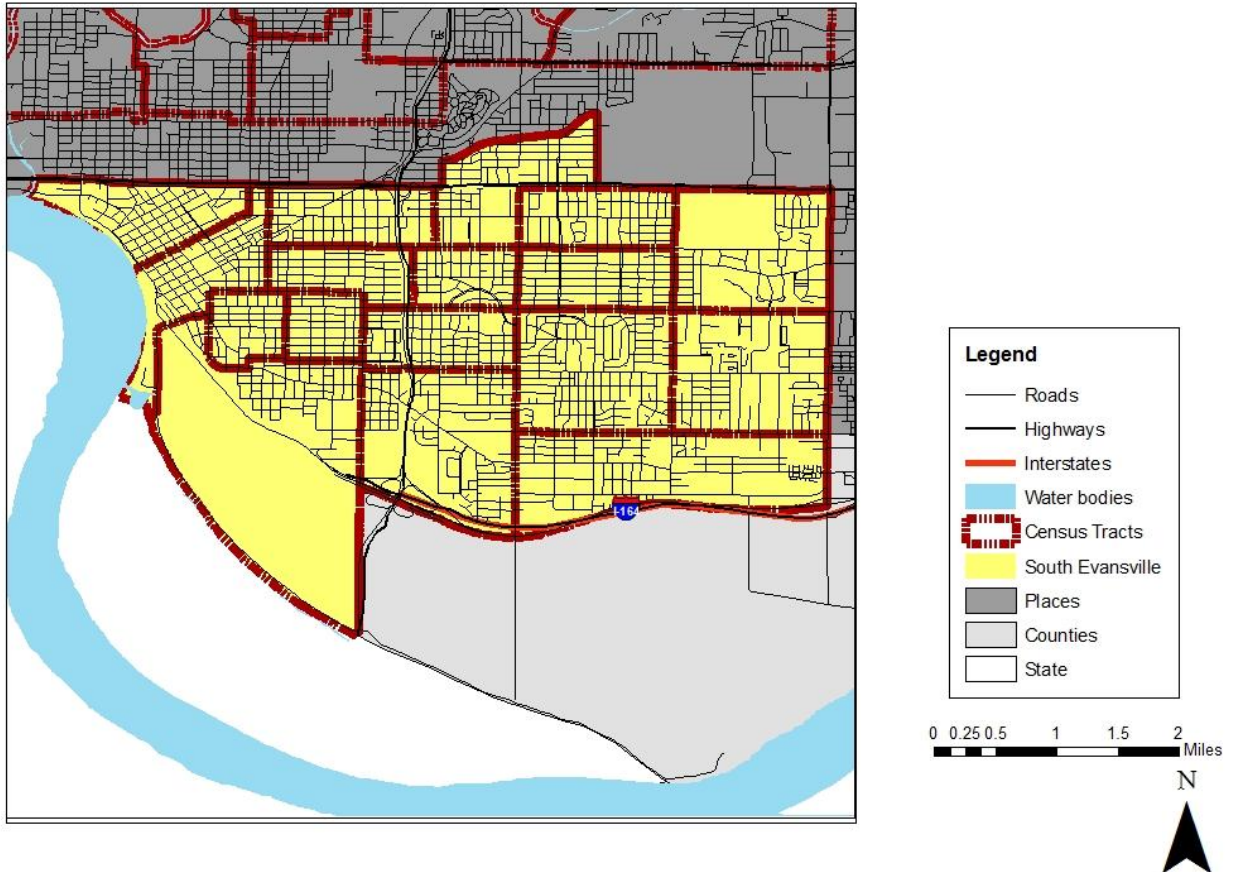 I-164
Legend
Roads
Highways
Interstates
Water bodies
Census Tracts
South Evansville
Places
Counties
State
0 0.25 0.5 1 1.5 2
Miles
N